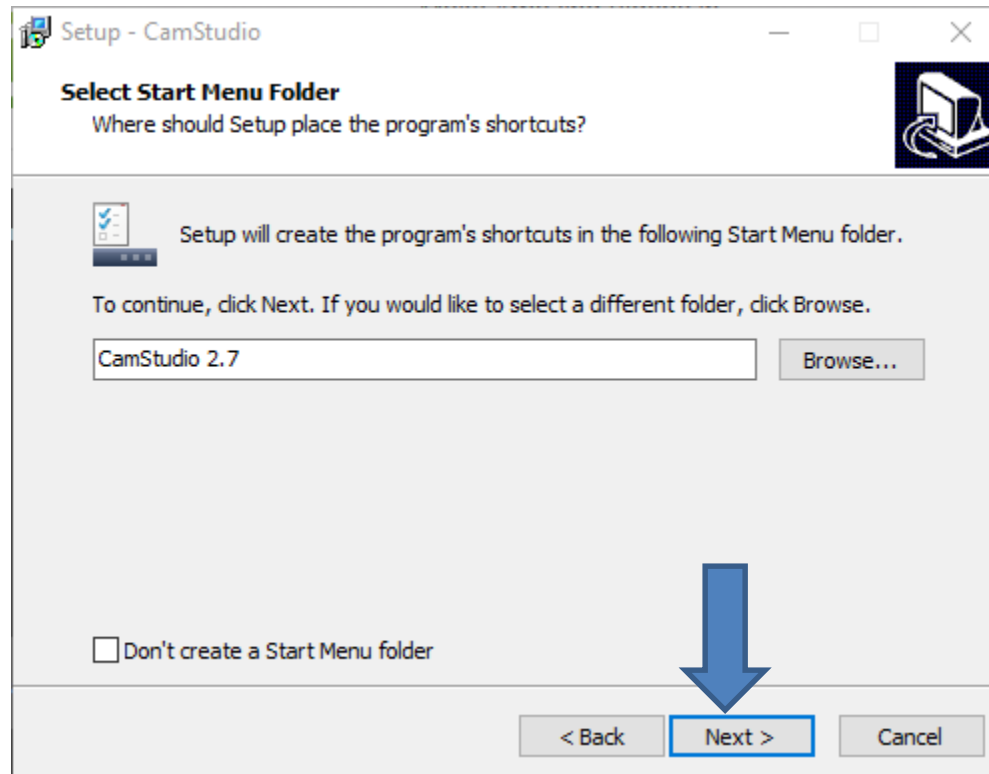 Setup - CamStudio
Select Start Menu Folder
Where should Setup place the program's shortcuts?
Setup will create the program's shortcuts in the following Start Menu folder.
To continue, click Next. If you would like to select a different folder, click Browse.
CamStudio 2.7
Browse...
Don't create a Start Menu folder
< Back
Next >
Cancel